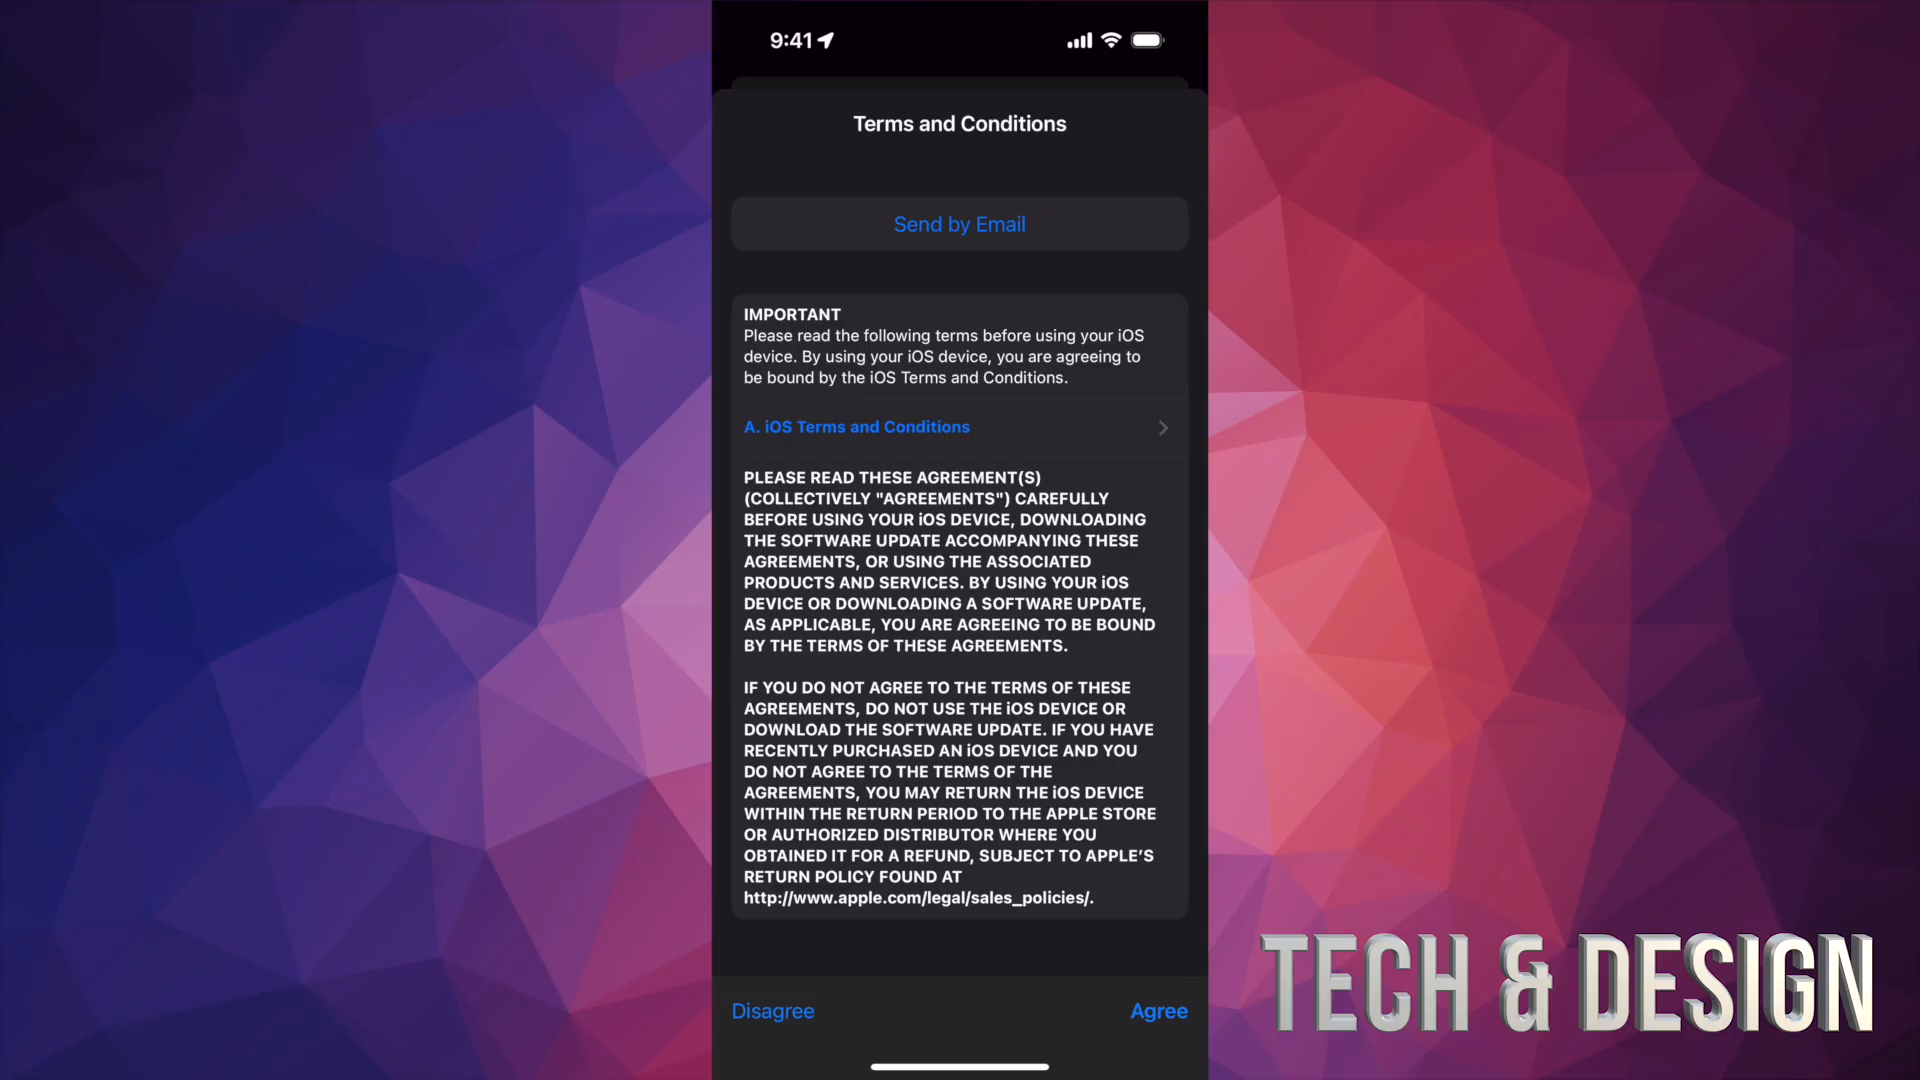 9:41
Terms and Conditions
Send by Email
IMPORTANT
Please read the following terms before using your iOS
device. By using your iOS device, you are agreeing to
be bound by the iOS Terms and Conditions.
A. iOS Terms and Conditions
PLEASE READ THESE AGREEMENT(S)
(COLLECTIVELY "AGREEMENTS") CAREFULLY
BEFORE USING YOUR iOS DEVICE, DOWNLOADING
THE SOFTWARE UPDATE ACCOMPANYING THESE
AGREEMENTS, OR USING THE ASSOCIATED
PRODUCTS AND SERVICES. BY USING YOUR iOS
DEVICE OR DOWNLOADING A SOFTWARE UPDATE,
AS APPLICABLE, YOU ARE AGREEING TO BE BOUND
BY THE TERMS OF THESE AGREEMENTS.
IF YOU DO NOT AGREE TO THE TERMS OF THESE
AGREEMENTS, DO NOT USE THE iOS DEVICE OR
DOWNLOAD THE SOFTWARE UPDATE. IF YOU HAVE
RECENTLY PURCHASED AN iOS DEVICE AND YOU
DO NOT AGREE TO THE TERMS OF THE
AGREEMENTS, YOU MAY RETURN THE iOS DEVICE
WITHIN THE RETURN PERIOD TO THE APPLE STORE
OR AUTHORIZED DISTRIBUTOR WHERE YOU
OBTAINED IT FOR A REFUND, SUBJECT TO APPLE’S
RETURN POLICY FOUND AT
http://www.apple.com/legal/sales_policies/.
Disagree
Agree
TECH & DESIGN